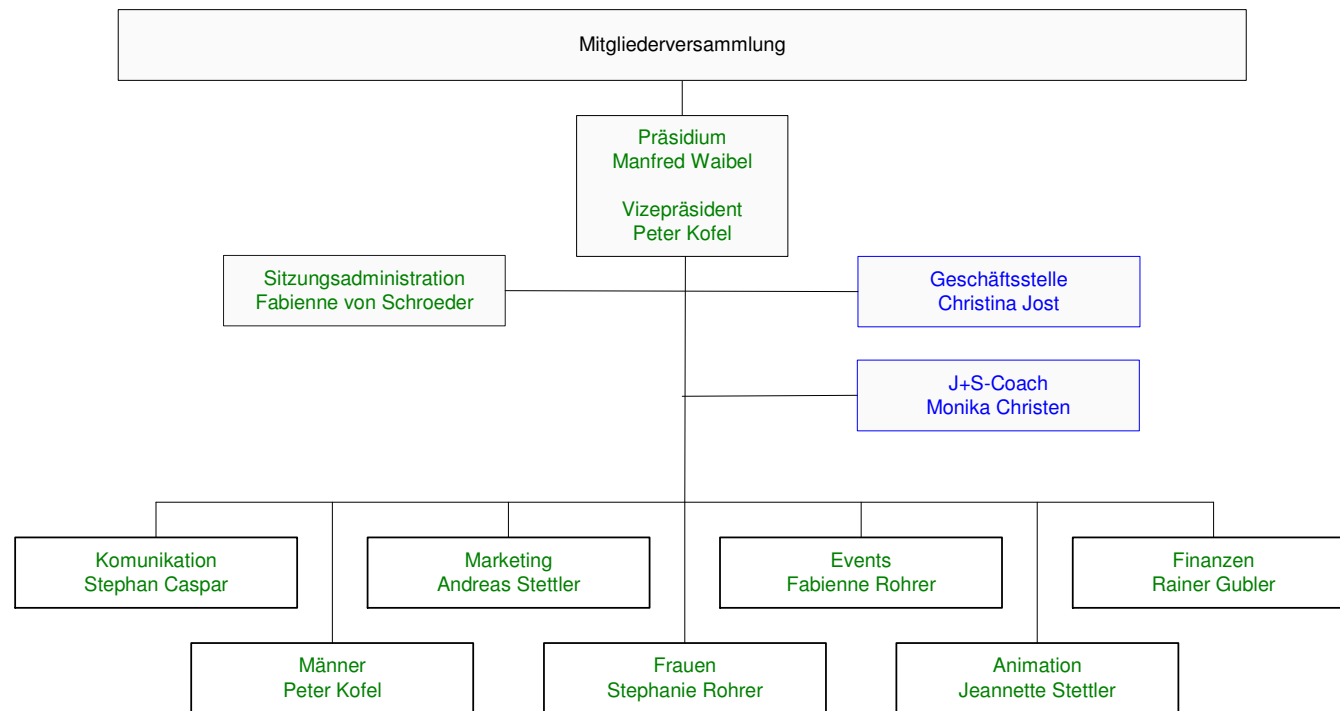 Mitgliederversammlung
Präsidium
Manfred Waibel
Vizepräsident
Peter Kofel
Sitzungsadministration
Fabienne von Schroeder
Geschäftsstelle
Christina Jost
J+S-Coach
Monika Christen
Komunikation
Stephan Caspar
Marketing
Andreas Stettler
Events
Fabienne Rohrer
Finanzen
Rainer Gubler
Männer
Peter Kofel
Frauen
Stephanie Rohrer
Animation
Jeannette Stettler